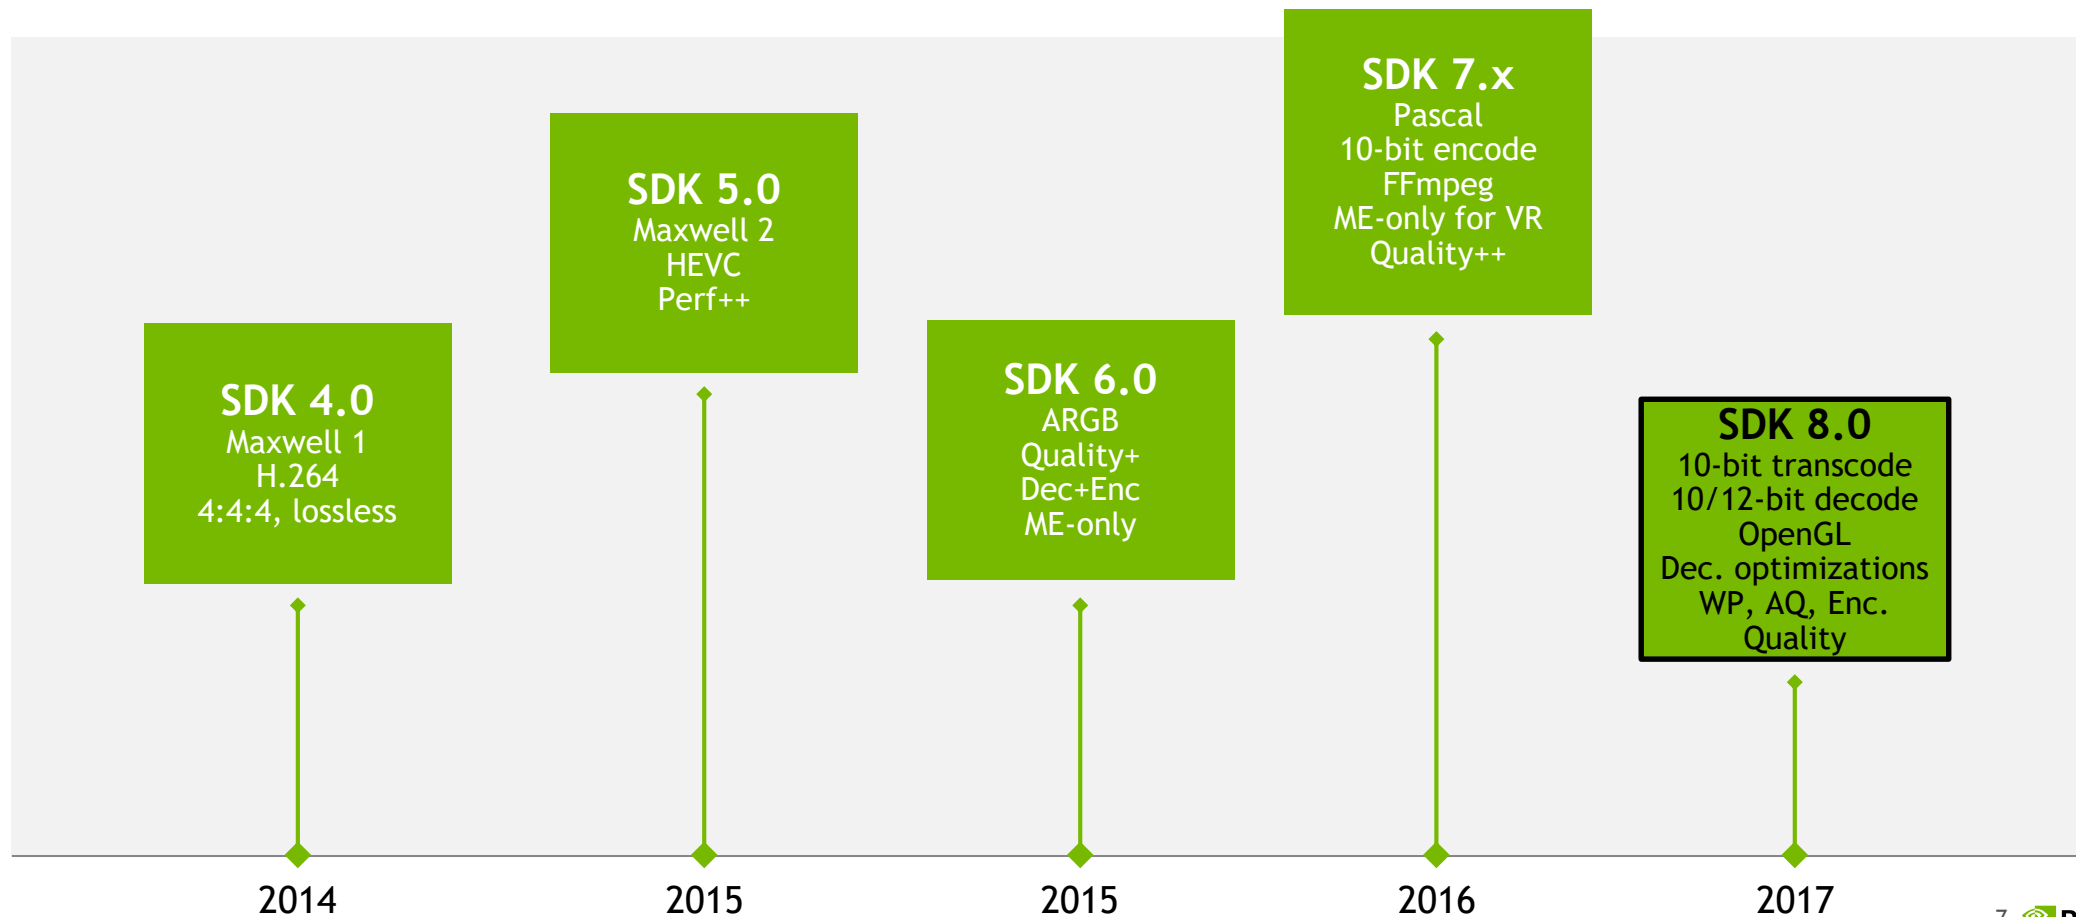 SDK 4.0
Maxwell 1
H.264
4:4:4, lossless
SDK 5.0
Maxwell 2
HEVC
Perf++
SDK 6.0
ARGB
Quality+
Dec+Enc
ME-only
SDK 7.x
Pascal
10-bit encode
FFmpeg
ME-only for VR
Quality++
SDK 8.0
10-bit transcode
10/12-bit decode
OpenGL
Dec. optimizations
WP, AQ, Enc.
Quality
2014
2015
2015
2016
2017